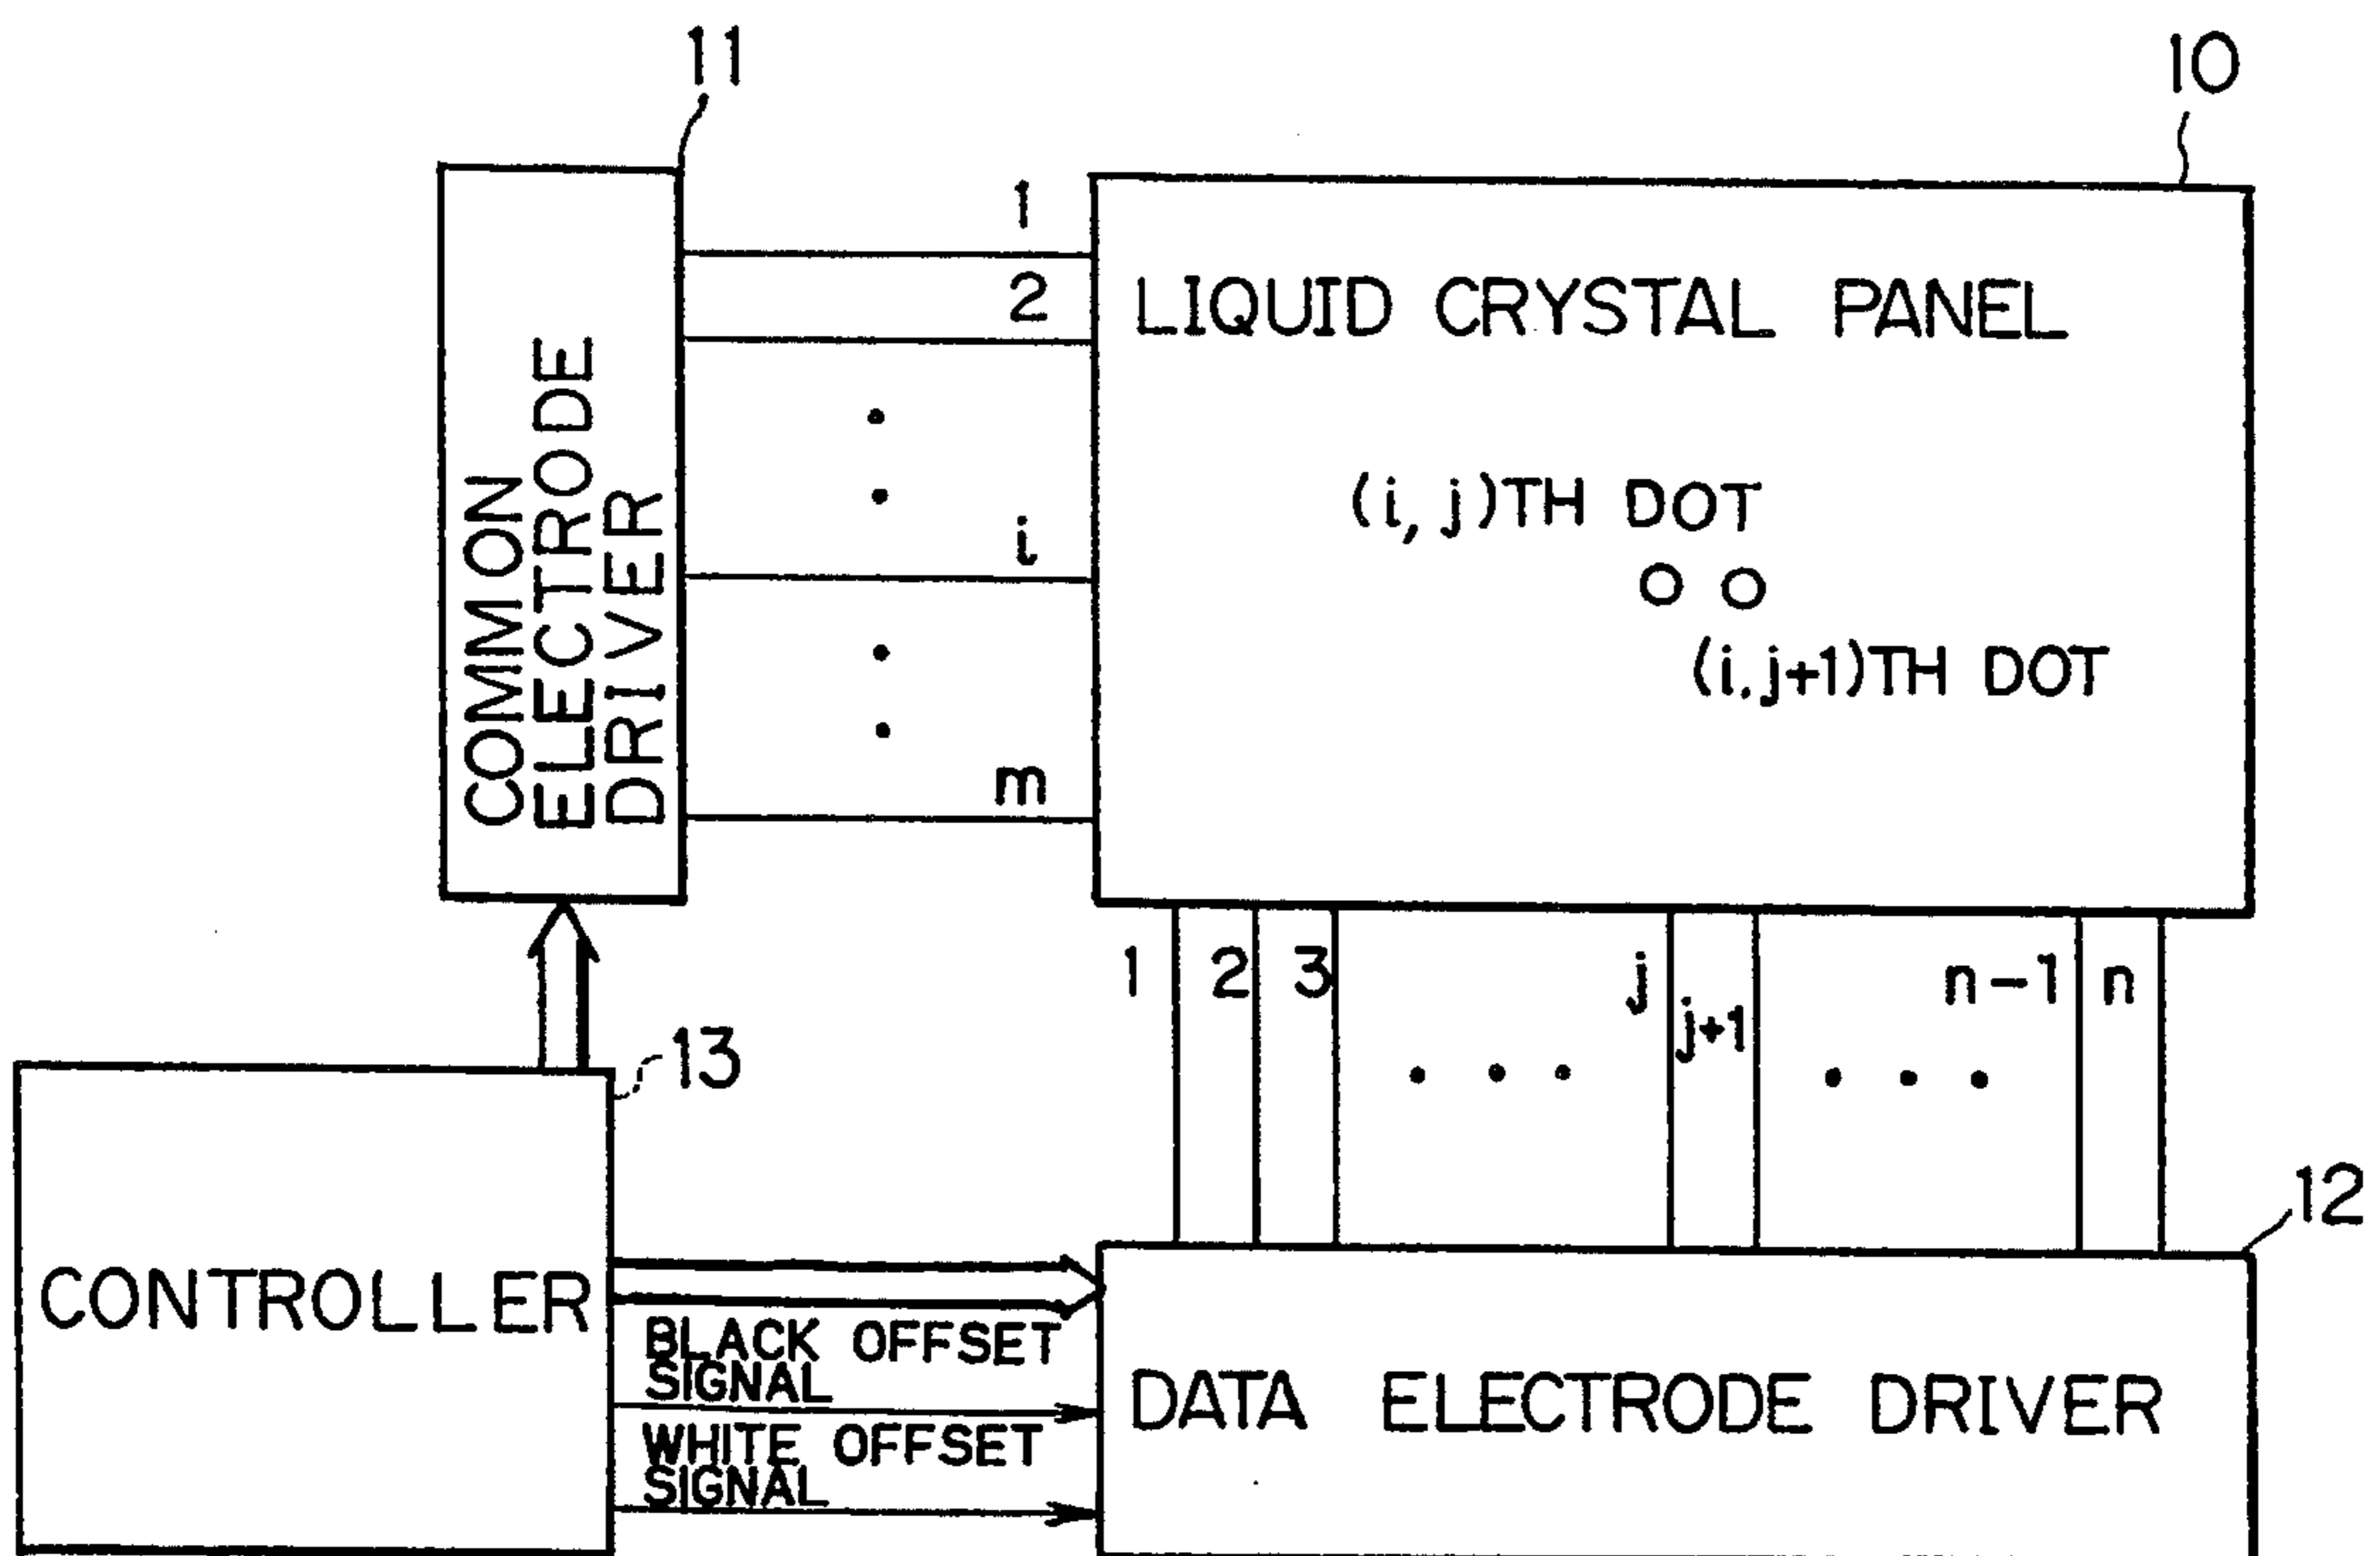 11
10
1
2
LIQUID CRYSTAL PANEL
COMMON
ELECTRODE
DRIVER
(i, j)TH DOT
i
(i.j+1)TH DOT
m
1
2
3
j
j+1
n-1
n
13
12
CONTROLLER
BLACK OFFSET
SIGNAL
WHITE OFFSET
SIGNAL
DATA ELECTRODE DRIVER